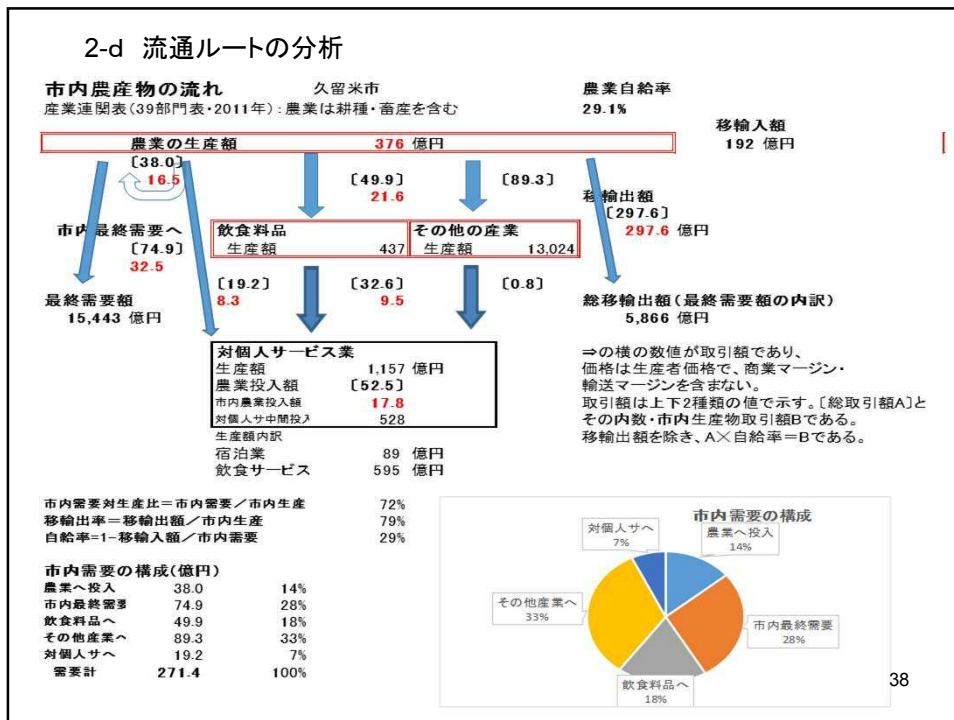 2-d 流通ルートの分析
市内農産物の流れ 久留米市 農業自給率
産業連関表(39部門表・2011年):農業は耕種・畜産を含む 29.1%
移輸入額
192 億円
農業の生産額 376 億円
〔38.0〕
16.5
〔49.9〕
21.6
〔89.3〕
移輸出額
〔297.6〕
297.6 億円
市内最終需要へ
〔74.9〕
32.5
飲食料品
生産額 437
その他の産業
生産額 13,024
〔19.2〕
8.3
〔32.6〕
9.5
〔0.8〕
最終需要額
15,443 億円
総移輸出額(最終需要額の内訳)
5,866 億円
対個人サービス業
生産額 1,157 億円
農業投入額 〔52.5〕
市内農業投入額 17.8
対個人サ中間投入 528
生産額内訳
宿泊業 89 億円
飲食サービス 595 億円
⇒の横の数値が取引額であり、
価格は生産者価格で、商業マージン・
輸送マージンを含まない。
取引額は上下2種類の値で示す。〔総取引額A〕と
その内数・市内生産物取引額Bである。
移輸出額を除き、A×自給率=Bである。
市内需要対生産比=市内需要/市内生産 72%
移輸出率=移輸出額/市内生産 79%
自給率=1-移輸入額/市内需要 29%
市内需要の構成(億円)
農業へ投入 38.0 14%
市内最終需要 74.9 28%
飲食料品へ 49.9 18%
その他産業へ 89.3 33%
対個人サへ 19.2 7%
需要計 271.4 100%
市内需要の構成
対個人サへ
7%
農業へ投入
14%
その他産業へ
33%
市内最終需要
28%
飲食料品へ
18%
38